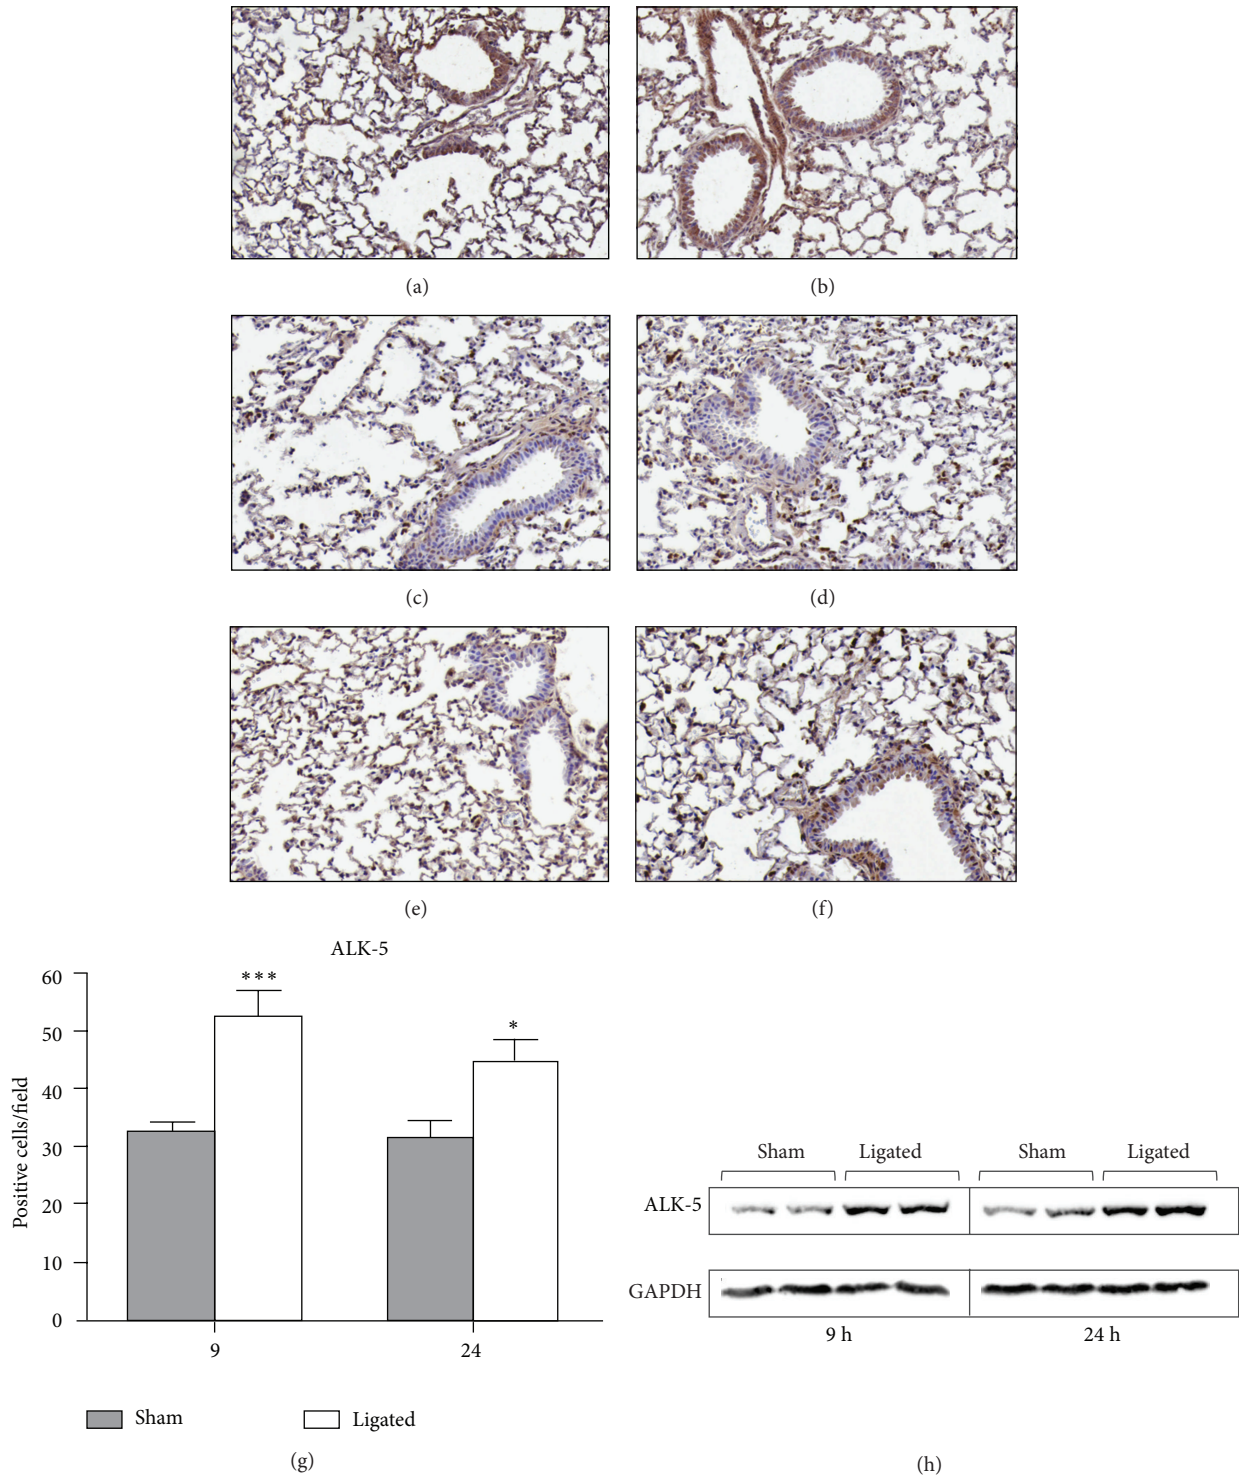 (a)
(b)
(c)
(d)
(e)
(f)
ALK-5
Positive cells/field
60
50
40
30
20
10
0
***
*
9
24
Sham
Ligated
(g)
Sham
Ligated
Sham
Ligated
ALK-5
GAPDH
9 h
24 h
(h)